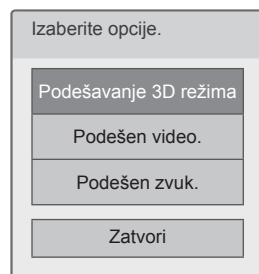 Izaberite opcije.
Podešavanje 3D režima
Podešen video.
Podešen zvuk.
Zatvori